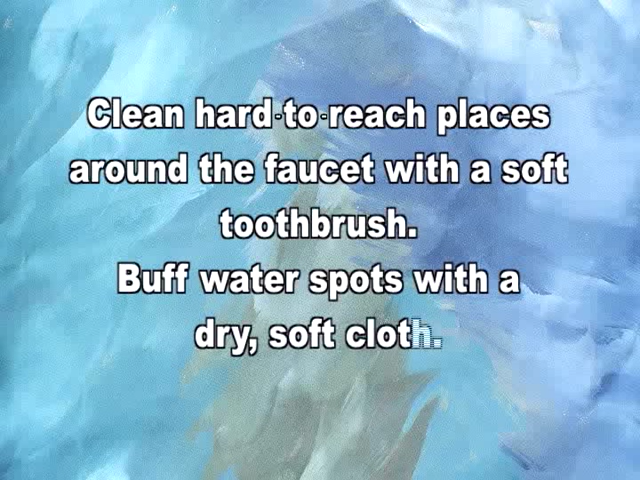 Clean hard-to-reach places
around the faucet with a soft
toothbrush.
Buff water spots with a
dry, soft cloth.